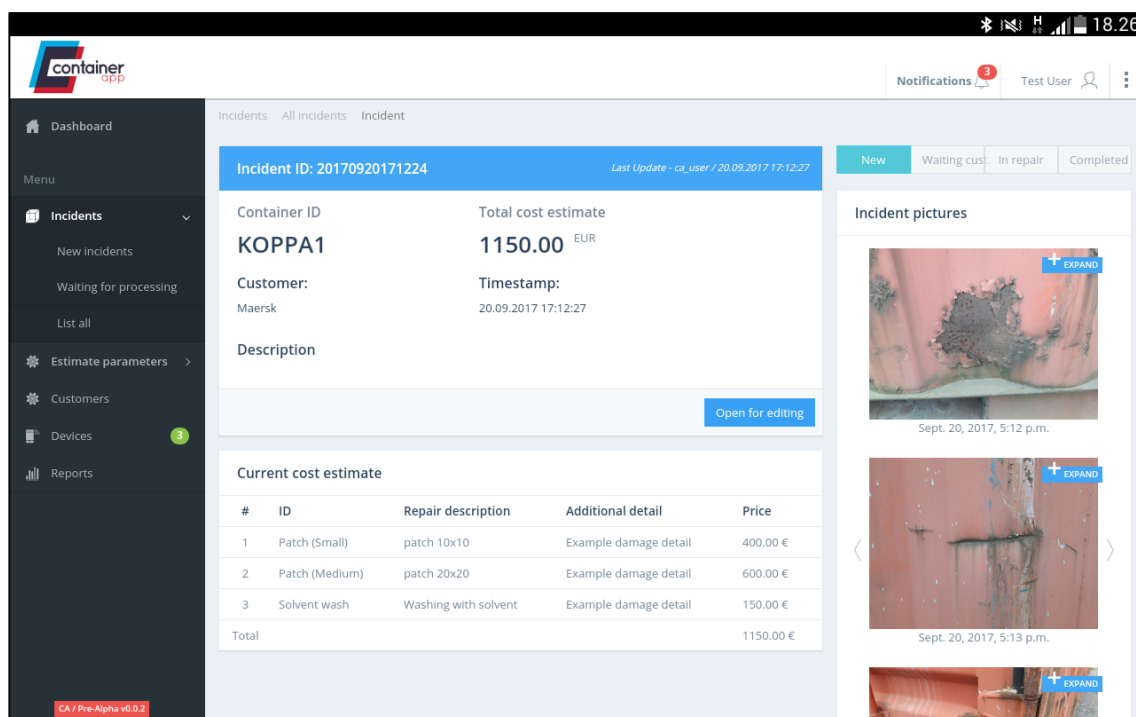 H 18.26
container
app
Notifications 3
Test User
Dashboard
Menu
Incidents
New incidents
Waiting for processing
List all
Estimate parameters
Customers
Devices 3
Reports
CA / Pre-Alpha v0.0.2
Incidents All Incidents Incident
Incident ID: 20170920171224 Last Update - ca_user / 20.09.2017 17:12:27
Container ID Total cost estimate
KOPPA1 1150.00 EUR
Customer: Timestamp:
Maersk 20.09.2017 17:12:27
Description
Open for editing
Current cost estimate
# ID Repair description Additional detail Price
1 Patch (Small) patch 10x10 Example damage detail 400.00 €
2 Patch (Medium) patch 20x20 Example damage detail 600.00 €
3 Solvent wash Washing with solvent Example damage detail 150.00 €
Total 1150.00 €
New Waiting cus In repair Completed
Incident pictures
EXPAND
Sept. 20, 2017, 5:12 p.m.
EXPAND
Sept. 20, 2017, 5:13 p.m.
EXPAND